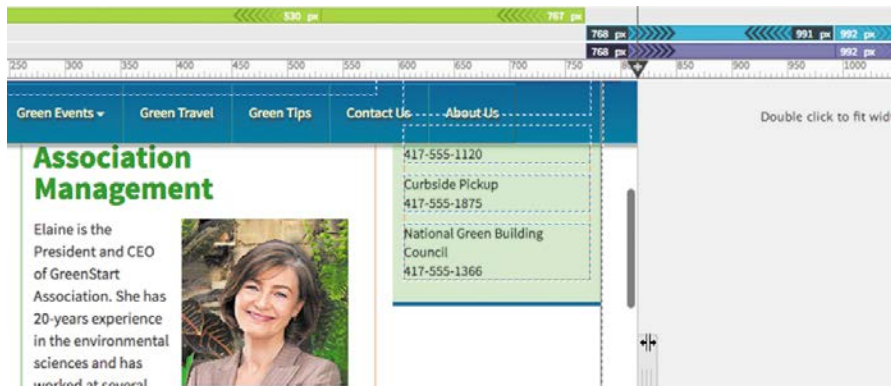 530 px
767 px
768 px
991 px
992 px
768 px
992 px
250 300 350 400 450 500 550 600 650 700 750 850 900 950 1000
Green Events
Green Travel
Green Tips
Contact Us
About Us
Double click to fit
Association
Management
417-555-1120
Curbside Pickup
417-555-1875
National Green Building
Council
417-555-1366
Elaine is the
President and CEO
of GreenStart
Association. She has
20-years experience
in the environmental
sciences and has
worked at several